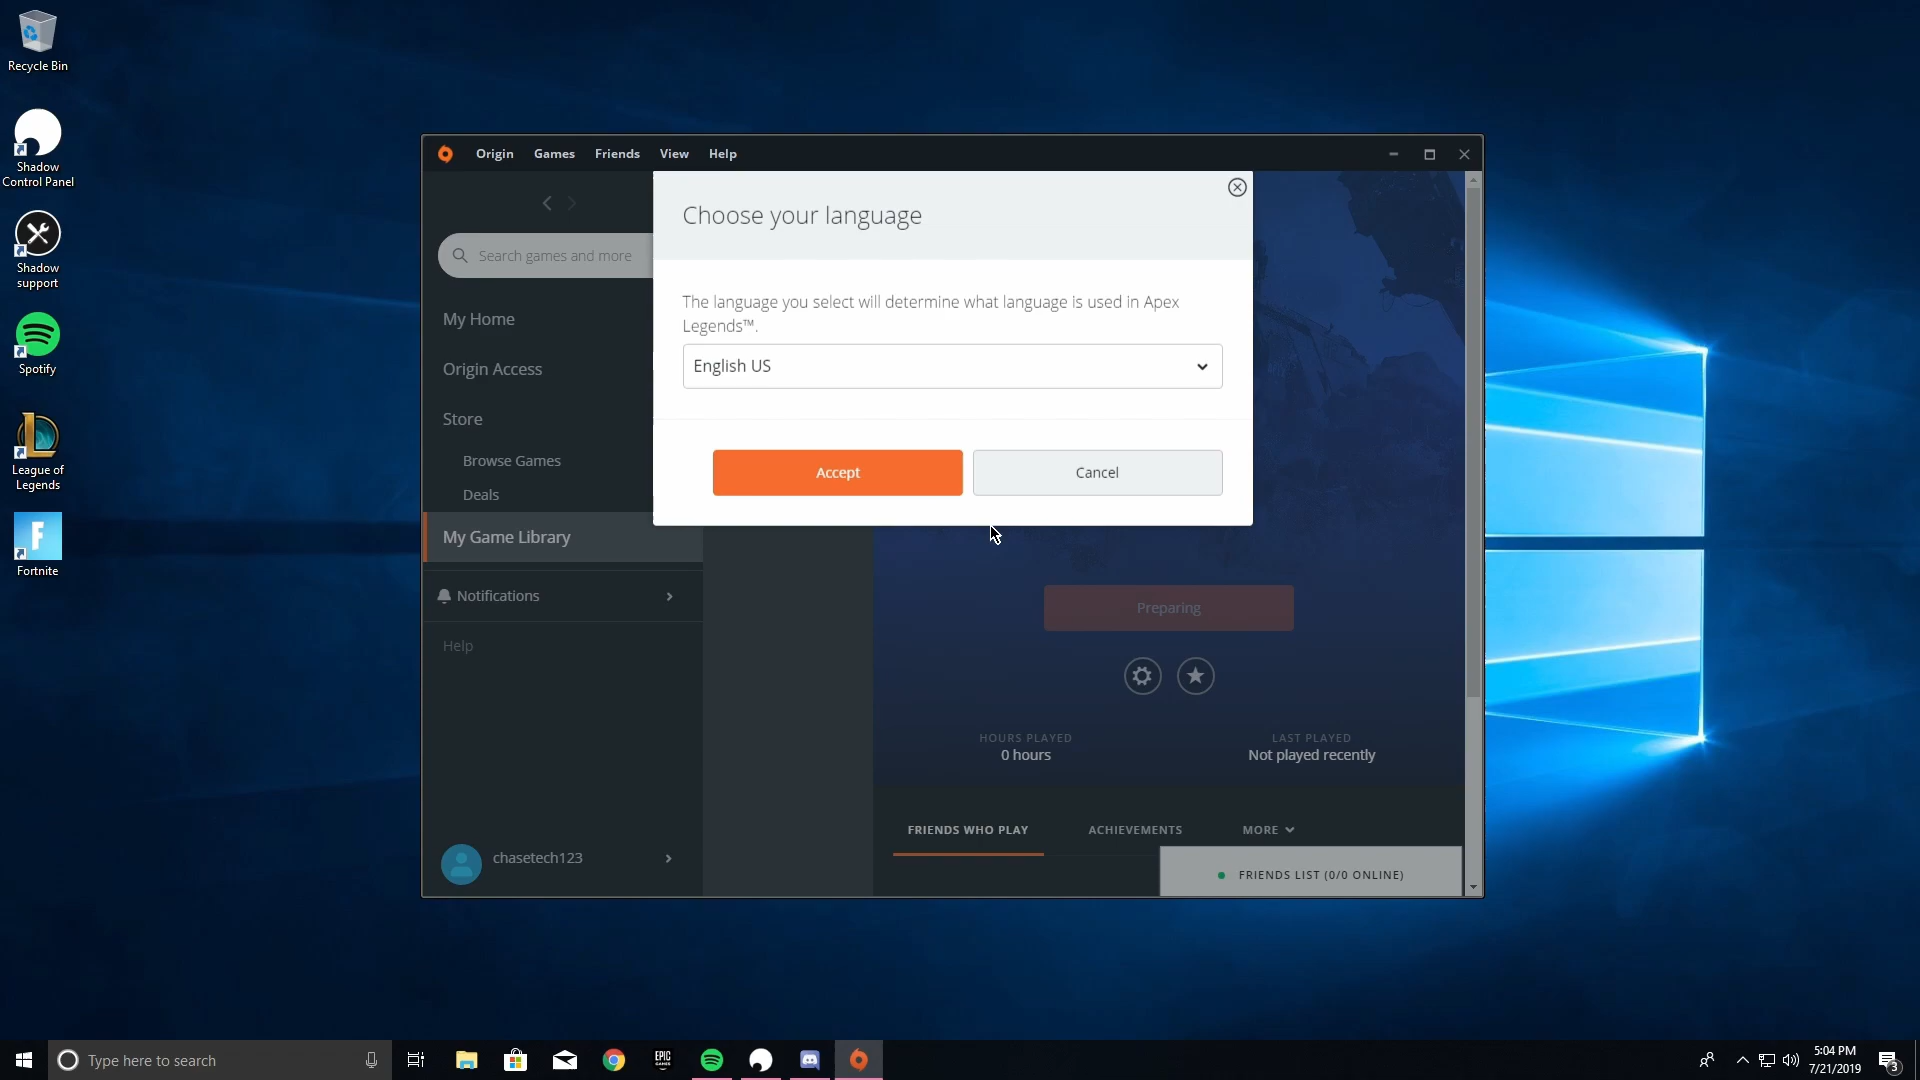 Recycle Bin
Shadow
Control Panel
Shadow
support
Spotify
League of
Legends
F
Fortnite
Origin Games Friends View Help
Search games and more
My Home
Origin Access
Store
Browse Games
Deals
My Game Library
Notifications
Help
chasetech123
Choose your language
The language you select will determine what language is used in Apex
Legends™.
English US
Accept Cancel
Preparing
HOURS PLAYED LAST PLAYED
0 hours Not played recently
FRIENDS WHO PLAY ACHIEVEMENTS MORE
FRIENDS LIST (0/0 ONLINE)
Type here to search
EPIC
GAMES
5:04 PM
7/21/2019
3